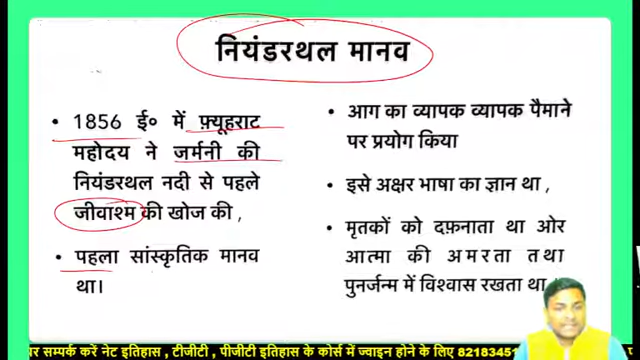 नियंडरथल मानव
• 1856 ई० में फ़्यूहराट
महोदय ने जर्मनी की
नियंडरथल नदी से पहले
जीवाश्म की खोज की ,
• पहला सांस्कृतिक मानव
था।
• आग का व्यापक व्यापक पैमाने
पर प्रयोग किया
• इसे अक्षर भाषा का ज्ञान था ,
• मृतकों को दफ़नाता था ओर
आत्मा की अमरता तथा
पुनर्जन्म में विश्वास रखता था
सम्पर्क करें नेट इतिहास , टीजीटी, पीजीटी इतिहास के कोर्स में ज्वाइन होने के लिए 82183451